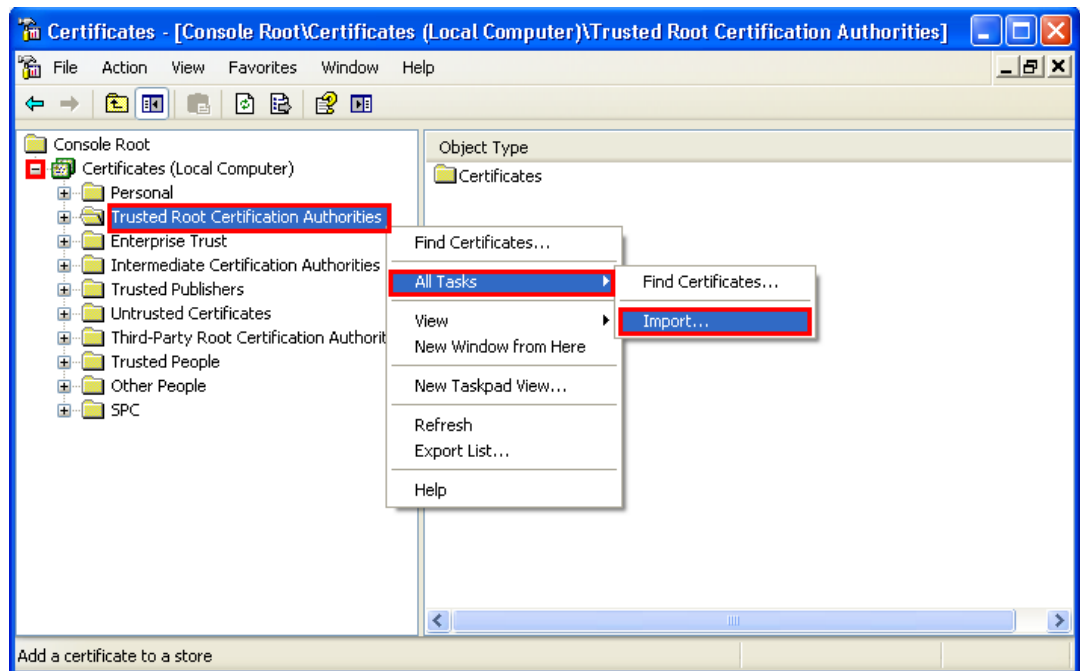 Certificates - [Console Root\Certificates (Local Computer)\Trusted Root Certification Authorities]
File Action View Favorites Window Help
Console Root
Certificates (Local Computer)
Personal
Trusted Root Certification Authorities
Enterprise Trust
Intermediate Certification Authorities
Trusted Publishers
Untrusted Certificates
Third-Party Root Certification Authorit
Trusted People
Other People
SPC
Object Type
Certificates
Find Certificates...
All Tasks
View
New Window from Here
New Taskpad View...
Refresh
Export List...
Help
Find Certificates...
Import...
Add a certificate to a store